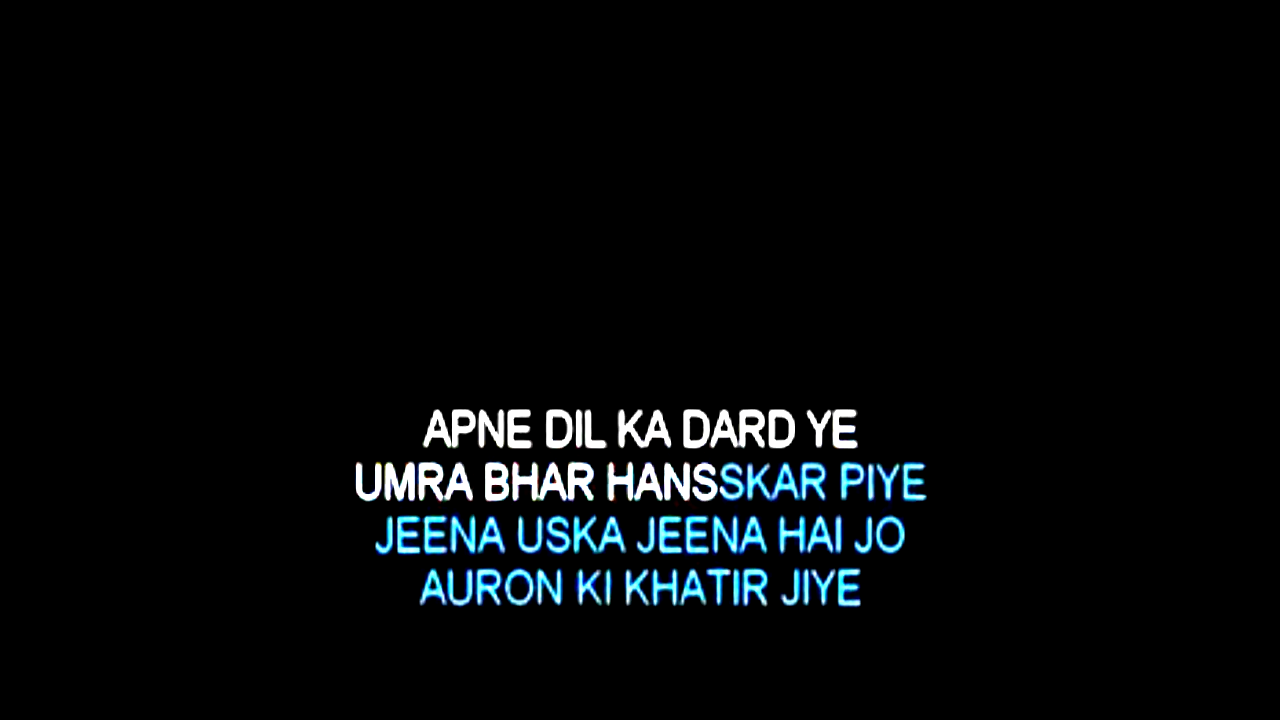 APNE DIL KA DARD YE
UMRA BHAR HANSSKAR PIYE
JEENA USKA JEENA HAI JO
AURON KI KHATIR JIYE